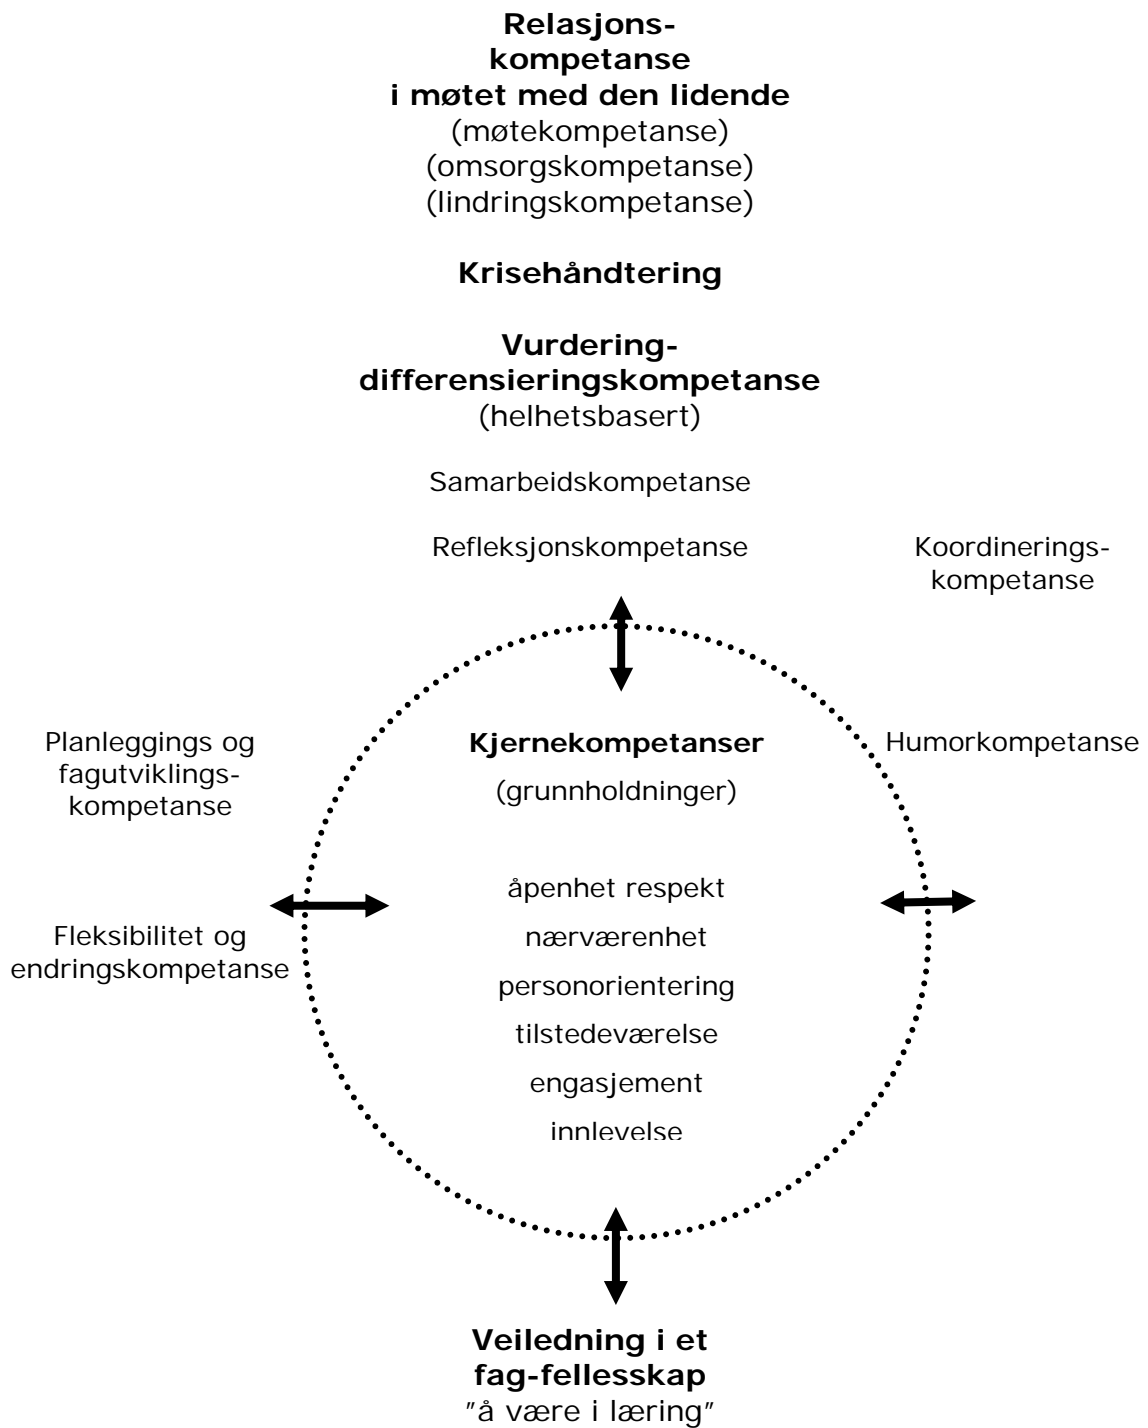 Relasjons-
kompetanse
i møtet med den lidende
(møtekompetanse)
(omsorgskompetanse)
(lindringskompetanse)
Krisehåndtering
Vurdering-
differensieringskompetanse
(helhetsbasert)
Samarbeidskompetanse
Refleksjonskompetanse
Koordinerings-
kompetanse
Planleggings og
fagutviklings-
kompetanse
Kjernekompetanser
(grunnholdninger)
Humorkompetanse
åpenhet respekt
nærværenhet
personorientering
tilstedeværelse
engasjement
innlevelse
Fleksibilitet og
endringskompetanse
Veiledning i et
fag-fellesskap
"å være i læring"